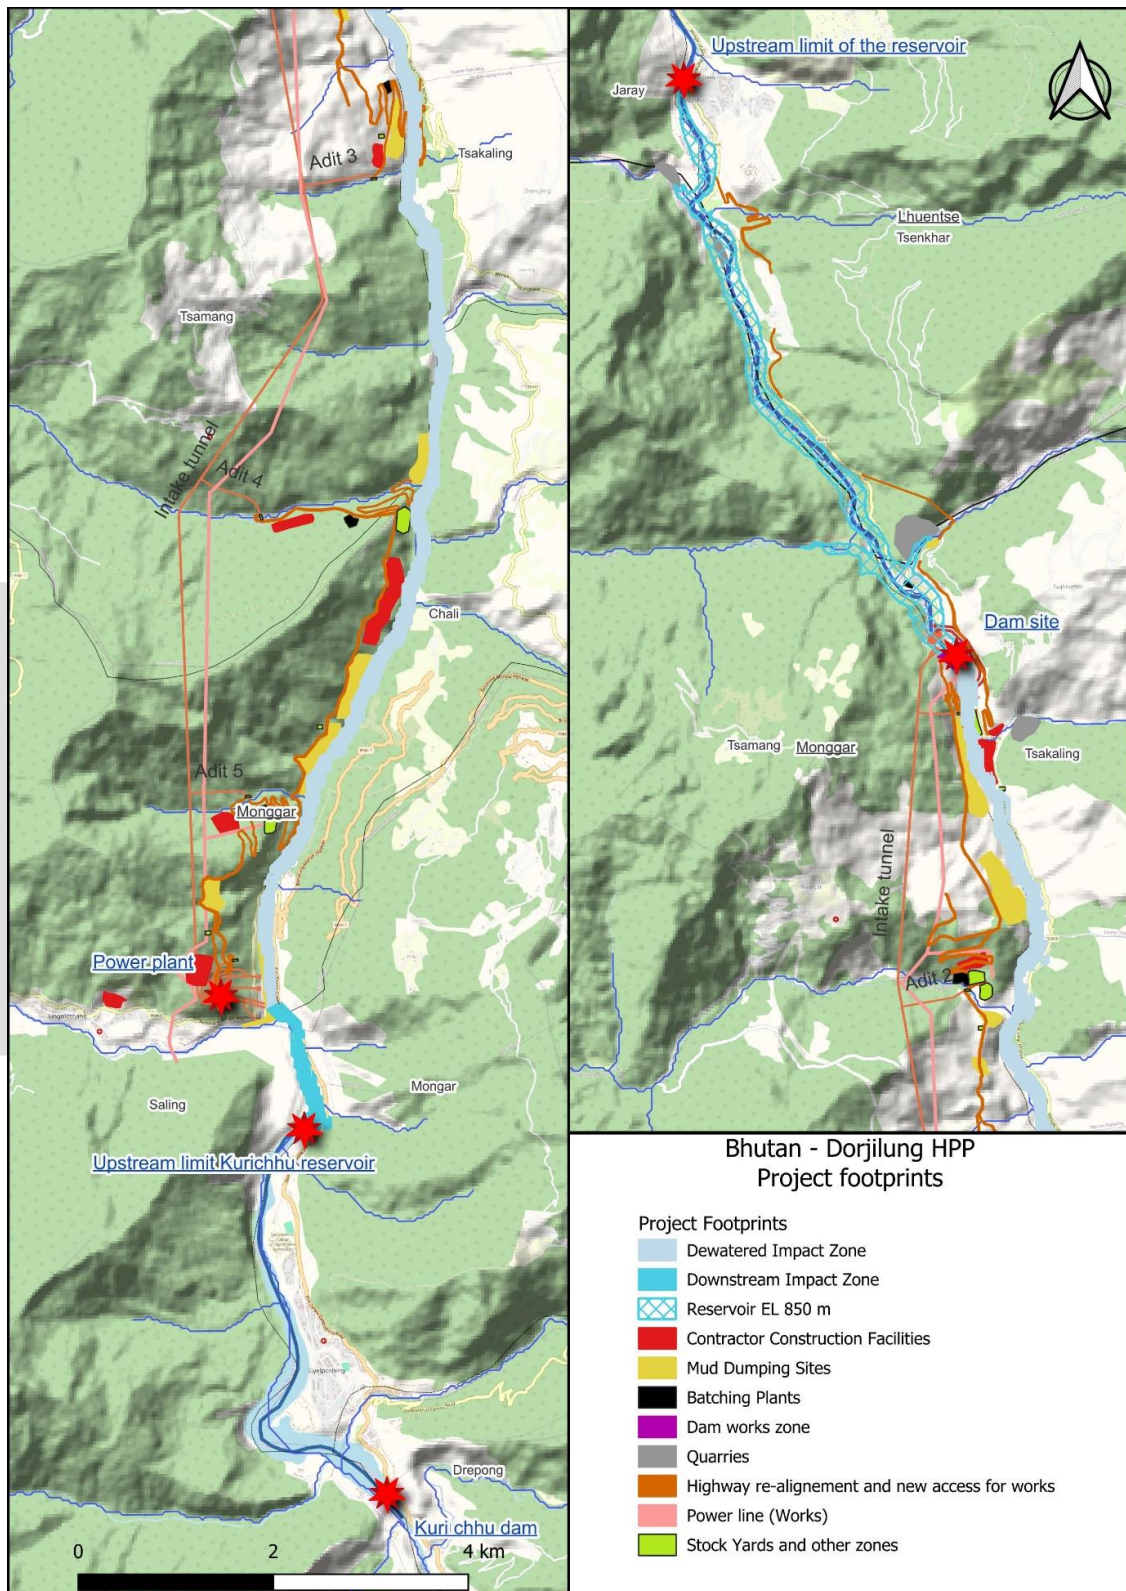 Adit 3
Tsakaling
Tsamang
Intake tunnel
Adit 4
Chali
Adit 5
Monggar
Power plant
Lingmethang
Mongar
Saling
Upstream limit Kurichhu reservoir
Gyelposhing
Drepong
Kuri chhu dam
0 2 4 km
Upstream limit of the reservoir
Jaray
Lhuentse
Tsenkhar
Dam site
Tsamang Monggar
Tsakaling
Intake tunnel
Adit 2
Bhutan - Dorjilung HPP
Project footprints
Project Footprints
Dewatered Impact Zone
Downstream Impact Zone
Reservoir EL 850 m
Contractor Construction Facilities
Mud Dumping Sites
Batching Plants
Dam works zone
Quarries
Highway re-alignement and new access for works
Power line (Works)
Stock Yards and other zones